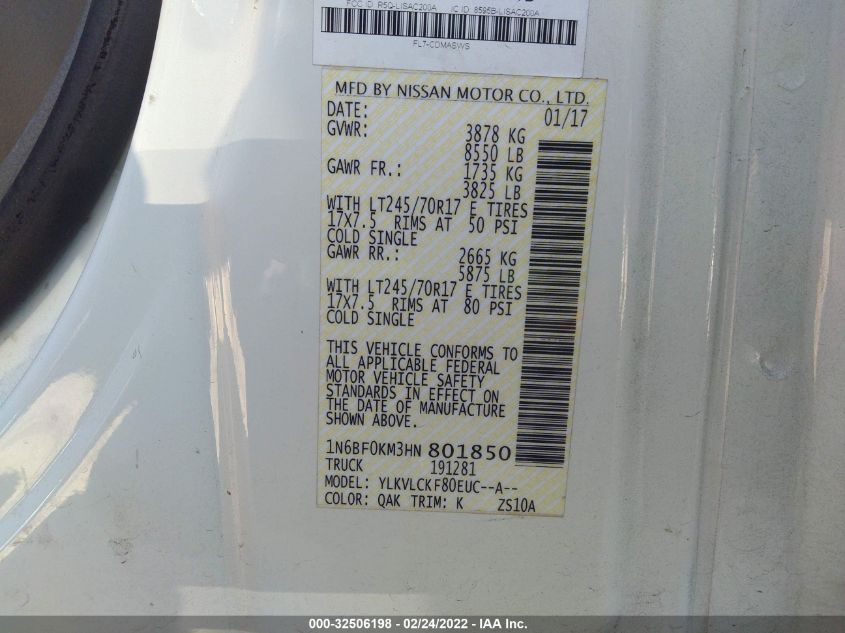 FCC ID R5Q-LISAC200A IC ID 8595B-LISAC200A
FL7-CDMASWS
MFD BY NISSAN MOTOR CO., LTD.
DATE: 01/17
GVWR: 3878 KG
8550 LB
GAWR FR.: 1735 KG
3825 LB
WITH LT245/70R17 E TIRES
17X7.5 RIMS AT 50 PSI
COLD SINGLE
GAWR RR.: 2665 KG
5875 LB
WITH LT245/70R17 E TIRES
17X7.5 RIMS AT 80 PSI
COLD SINGLE
THIS VEHICLE CONFORMS TO
ALL APPLICABLE FEDERAL
MOTOR VEHICLE SAFETY
STANDARDS IN EFFECT ON
THE DATE OF MANUFACTURE
SHOWN ABOVE.
1N6BF0KM3HN 801850
TRUCK 191281
MODEL: YLKVLCKF80EUC--A--
COLOR: QAK TRIM: K ZS10A
000-32506198 - 02/24/2022 - IAA Inc.